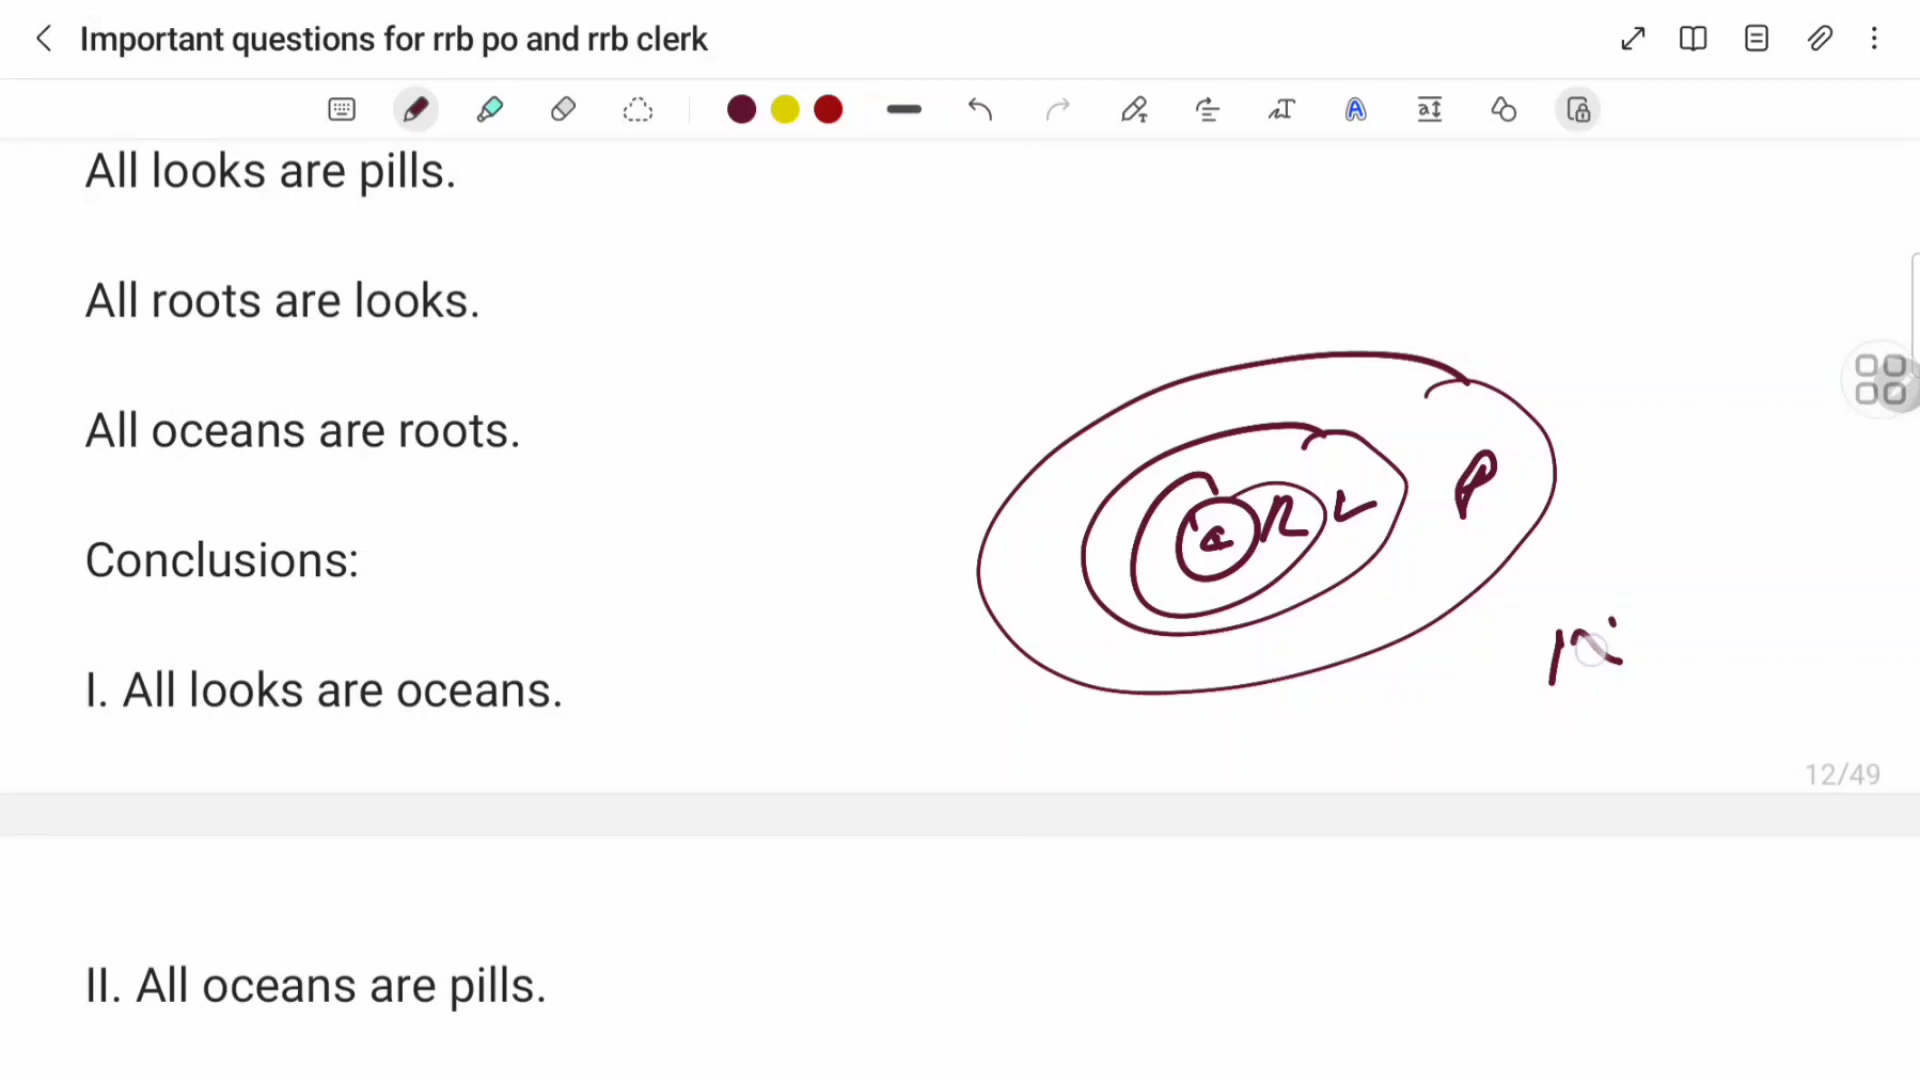 Important questions for rrb po and rrb clerk
All looks are pills.
All roots are looks.
All oceans are roots.
Conclusions:
I. All looks are oceans.
P
L
R
12/49
II. All oceans are pills.